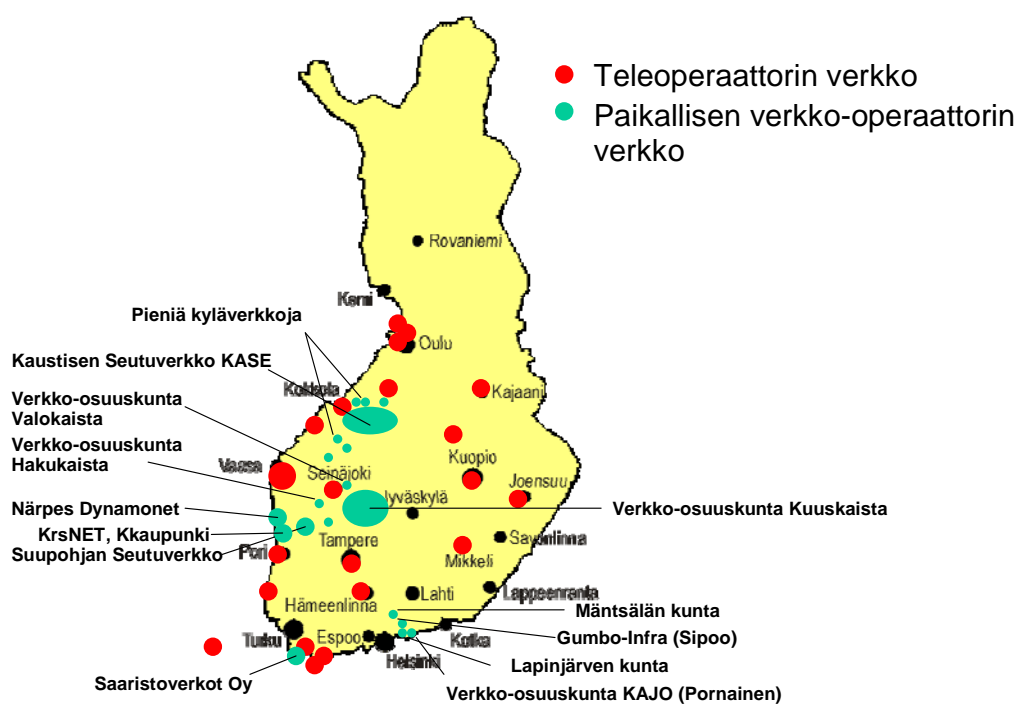 Teleoperaattorin verkko
Paikallisen verkko-operaattorin
verkko
Rovaniemi
Kemi
Pieniä kyläverkkoja
Oulu
Kaustisen Seutuverkko KASE
Kokkola
Kajaani
Verkko-osuuskunta
Valokaista
Verkko-osuuskunta
Hakukaista
Vaasa
Seinäjoki
Kuopio
Joensuu
Jyväskylä
Närpes Dynamonet
Verkko-osuuskunta Kuuskaista
KrsNET, Kkaupunki
Suupohjan Seutuverkko
Pori
Tampere
Savonlinna
Mikkeli
Hämeenlinna
Lahti
Lappeenranta
Mäntsälän kunta
Turku
Espoo
Kotka
Gumbo-Infra (Sipoo)
Helsinki
Lapinjärven kunta
Saaristoverkot Oy
Verkko-osuuskunta KAJO (Pornainen)